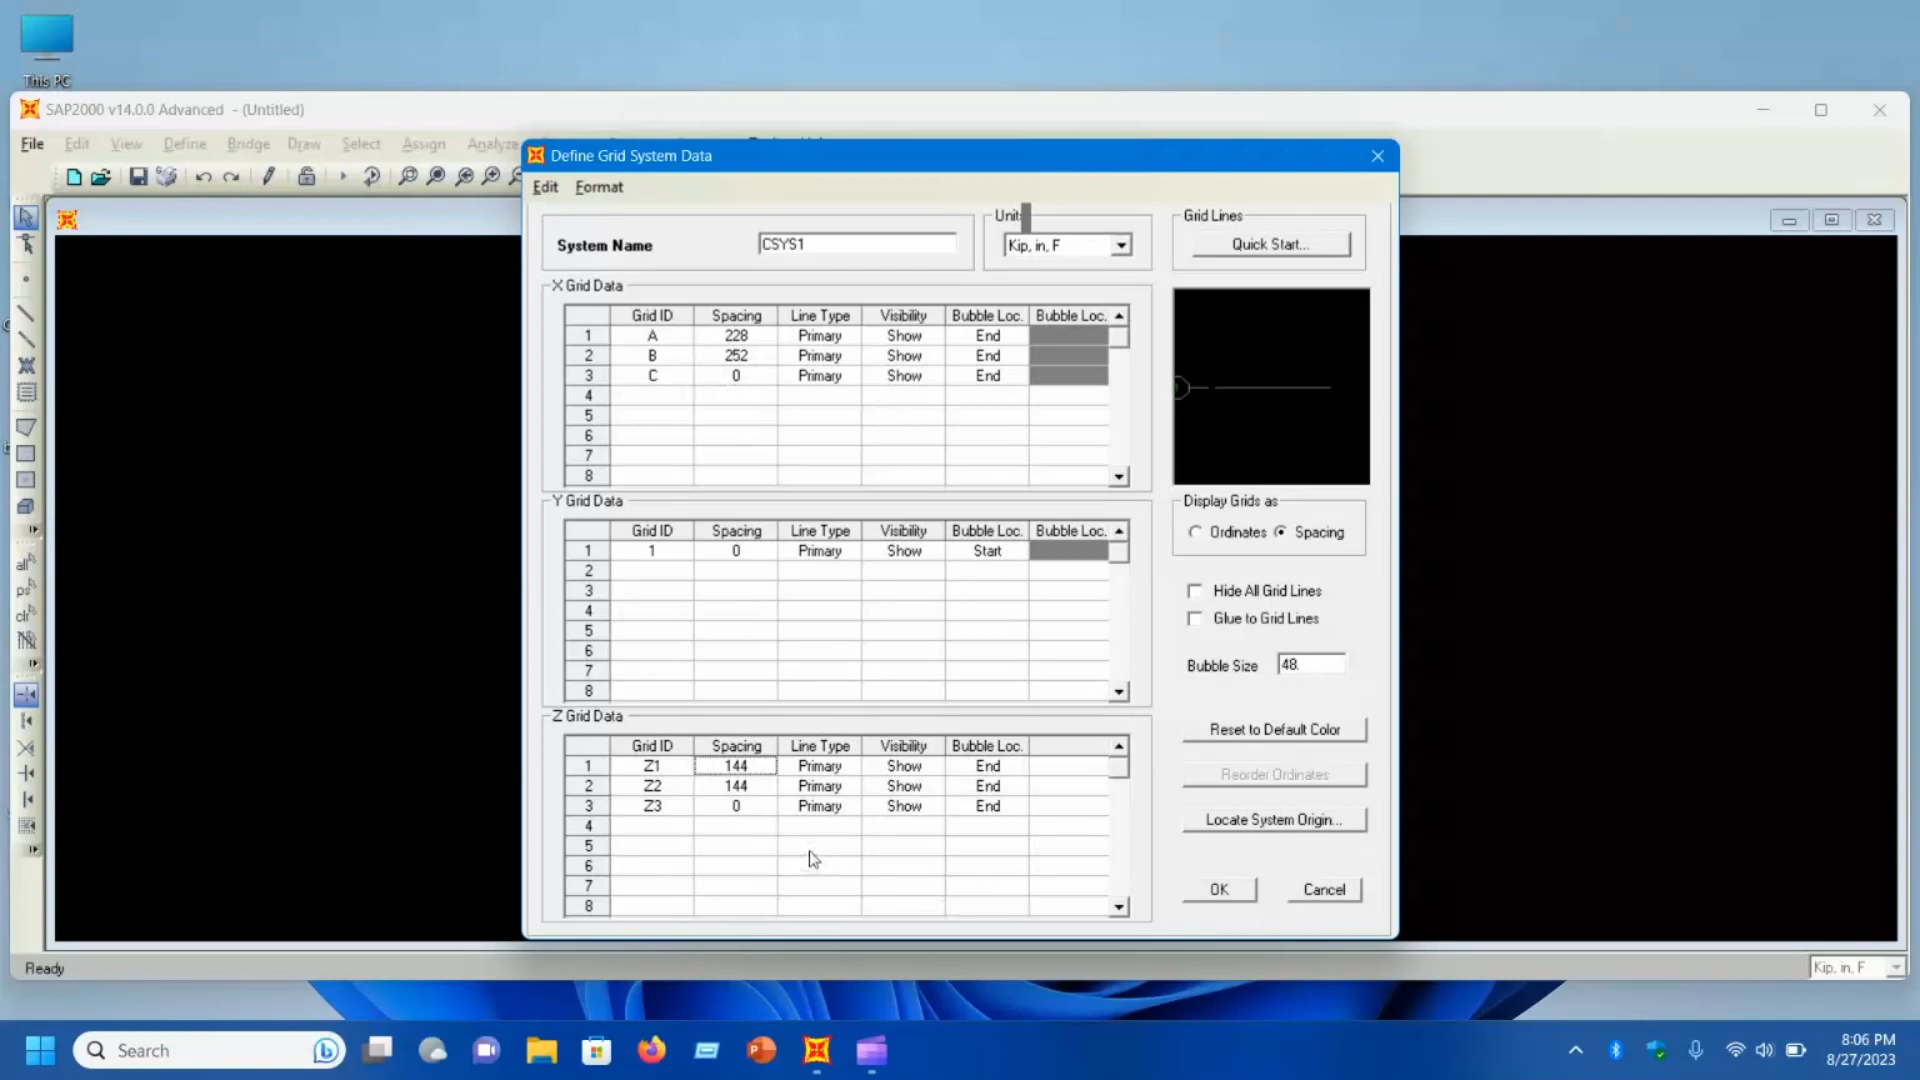 This PC
SAP2000 v14.0.0 Advanced - (Untitled)
File Edit View Define Bridge Draw Select Assign Analyze
Define Grid System Data
Edit Format
System Name CSYS1
Units
Kip, in, F
Grid Lines
Quick Start...
X Grid Data
Grid ID Spacing Line Type Visibility Bubble Loc. Bubble Loc.
1 A 228 Primary Show End
2 B 252 Primary Show End
3 C 0 Primary Show End
4
5
6
7
8
Y Grid Data
Grid ID Spacing Line Type Visibility Bubble Loc. Bubble Loc.
1 1 0 Primary Show Start
2
3
4
5
6
7
8
Z Grid Data
Grid ID Spacing Line Type Visibility Bubble Loc.
1 Z1 144 Primary Show End
2 Z2 144 Primary Show End
3 Z3 0 Primary Show End
4
5
6
7
8
Display Grids as
Ordinates Spacing
Hide All Grid Lines
Glue to Grid Lines
Bubble Size 48.
Reset to Default Color
Reorder Ordinates
Locate System Origin...
OK Cancel
all
ps
clr
Ready
Kip, in, F
Search
8:06 PM
8/27/2023